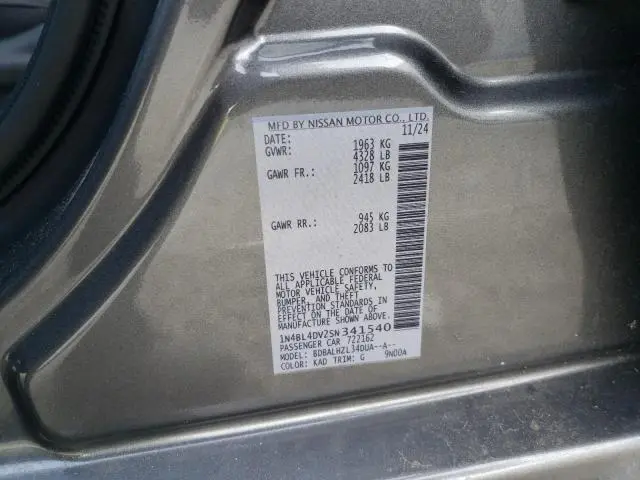 MFD BY NISSAN MOTOR CO., LTD.
DATE: 11/24
GVWR: 1963 KG
4328 LB
GAWR FR.: 1097 KG
2418 LB
GAWR RR.: 945 KG
2083 LB
THIS VEHICLE CONFORMS TO
ALL APPLICABLE FEDERAL
MOTOR VEHICLE SAFETY,
BUMPER, AND THEFT
PREVENTION STANDARDS IN
EFFECT ON THE DATE OF
MANUFACTURE SHOWN ABOVE.
1N4BL4DV2SN341540
PASSENGER CAR 722162
MODEL: BDBALHZL34DUA--A--
COLOR: KAD TRIM: G 9N00A